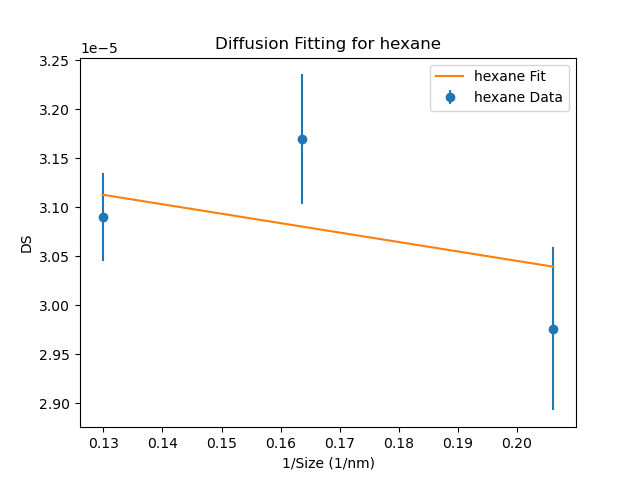 Diffusion Fitting for hexane
1e−5
3.25
3.20
3.15
3.10
3.05
3.00
2.95
2.90
DS
hexane Fit
hexane Data
0.13 0.14 0.15 0.16 0.17 0.18 0.19 0.20
1/Size (1/nm)